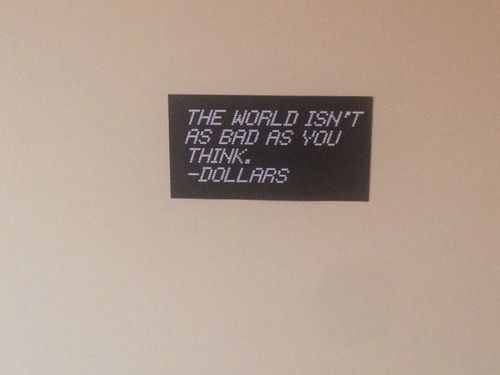 THE WORLD ISN'T
AS BAD AS YOU
THINK.
-DOLLARS